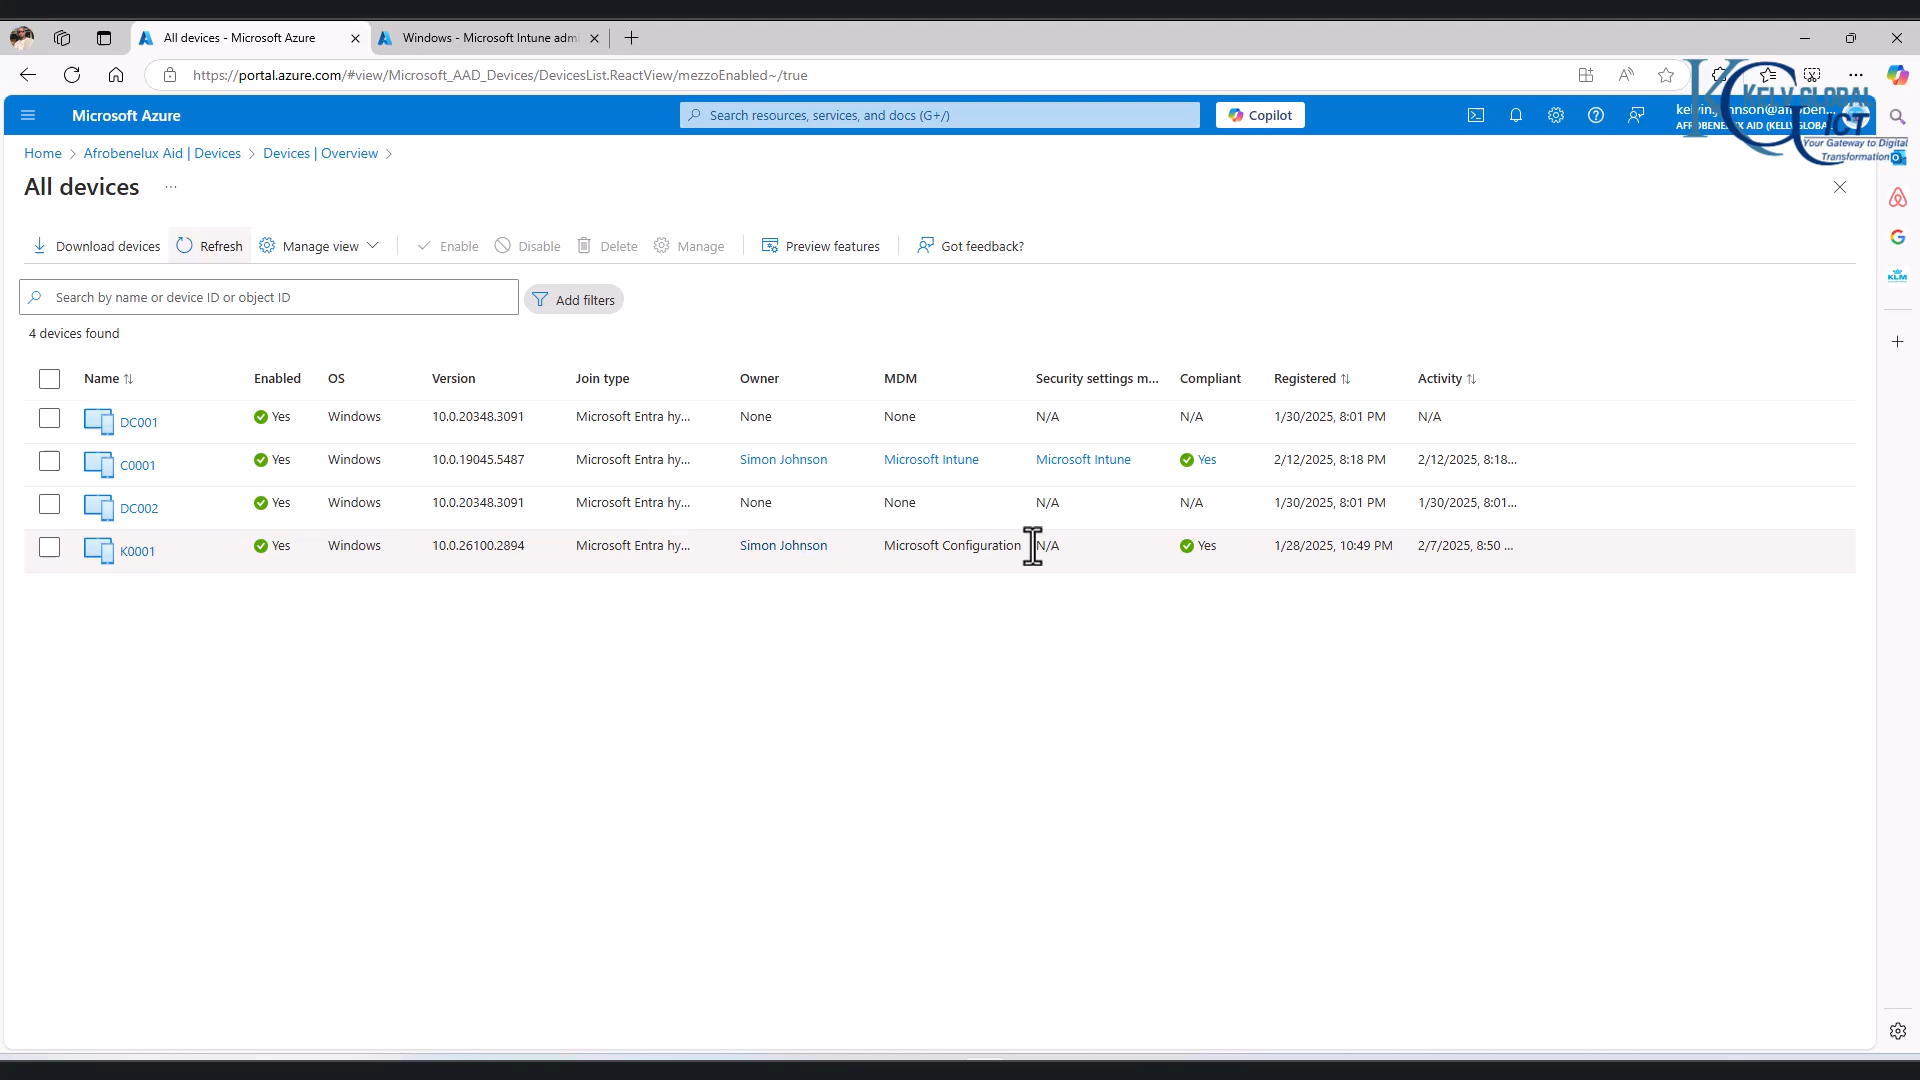 All devices - Microsoft Azure
Windows - Microsoft Intune adm
https://portal.azure.com/#view/Microsoft_AAD_Devices/DevicesList.ReactView/mezzoEnabled~/true
Microsoft Azure
Search resources, services, and docs (G+/)
Copilot
AFROBENELUX AID (KELLYGLOBAL
KELV GLOBAL
ICT
Your Gateway to Digital
Transformation
KLM
Home > Afrobenelux Aid | Devices > Devices | Overview >
All devices ...
Download devices Refresh Manage view Enable Disable Delete Manage Preview features Got feedback?
Search by name or device ID or object ID
Add filters
4 devices found
Name Enabled OS Version Join type Owner MDM Security settings m... Compliant Registered Activity
DC001 Yes Windows 10.0.20348.3091 Microsoft Entra hy... None None N/A N/A 1/30/2025, 8:01 PM N/A
C0001 Yes Windows 10.0.19045.5487 Microsoft Entra hy... Simon Johnson Microsoft Intune Microsoft Intune Yes 2/12/2025, 8:18 PM 2/12/2025, 8:18...
DC002 Yes Windows 10.0.20348.3091 Microsoft Entra hy... None None N/A N/A 1/30/2025, 8:01 PM 1/30/2025, 8:01...
K0001 Yes Windows 10.0.26100.2894 Microsoft Entra hy... Simon Johnson Microsoft Configuration N/A Yes 1/28/2025, 10:49 PM 2/7/2025, 8:50 ...